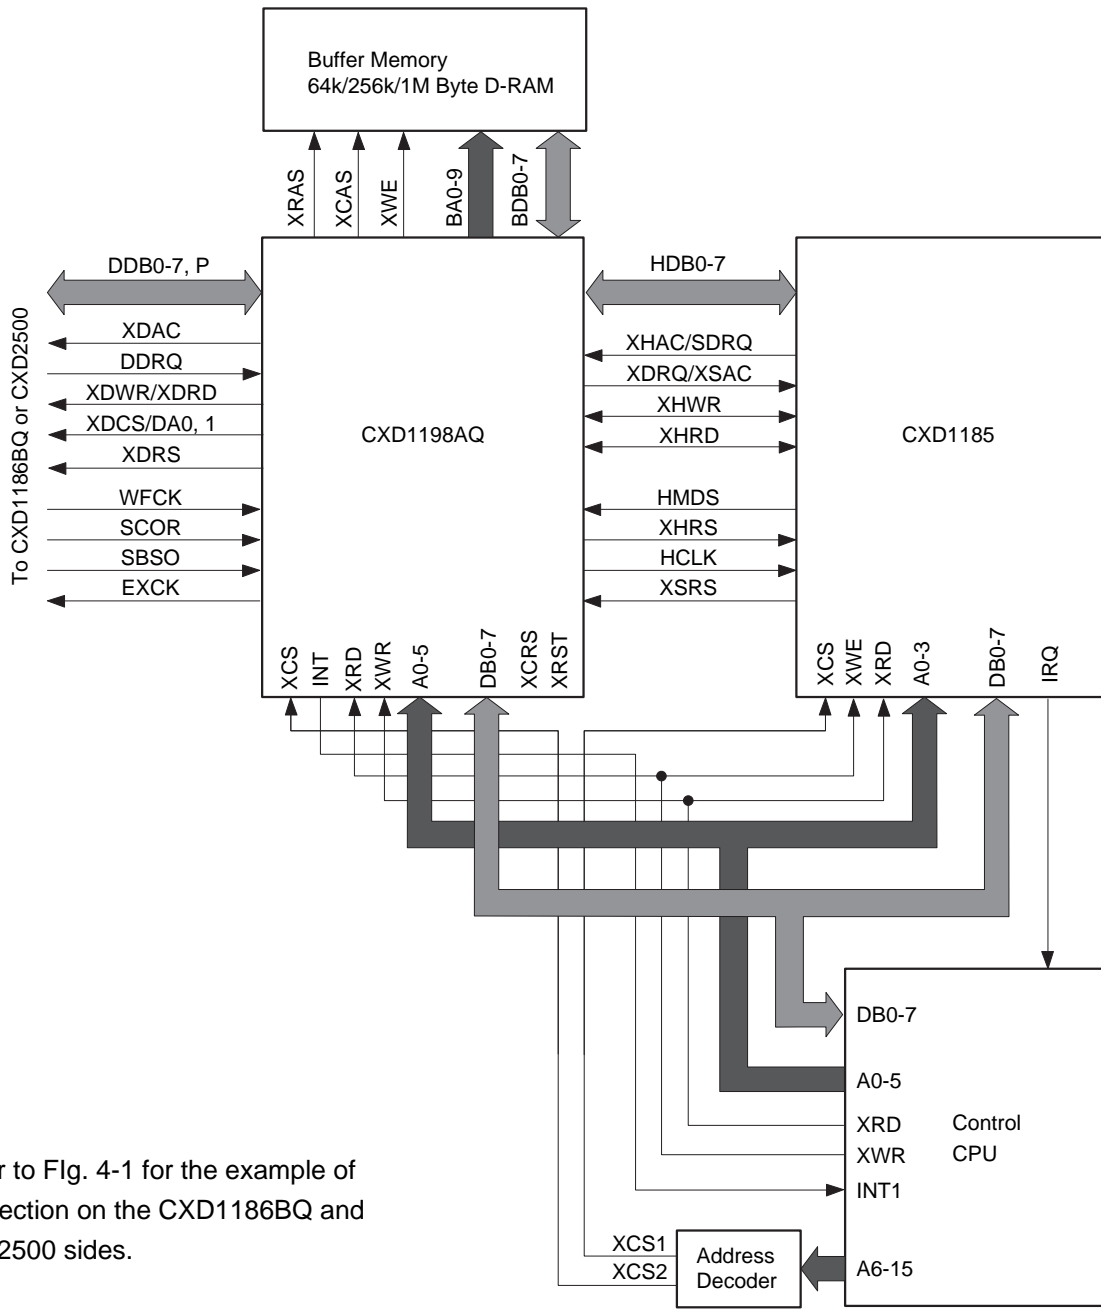 Buffer Memory
64k/256k/1M Byte D-RAM
XRAS
XCAS
XWE
BA0-9
BDB0-7
To CXD1186BQ or CXD2500
DDB0-7, P
XDAC
DDRQ
XDWR/XDRD
XDCS/DA0, 1
XDRS
WFCK
SCOR
SBSO
EXCK
CXD1198AQ
HDB0-7
XHAC/SDRQ
XDRQ/XSAC
XHWR
XHRD
HMDS
XHRS
HCLK
XSRS
CXD1185
XCS
INT
XRD
XWR
A0-5
DB0-7
XCRS
XRST
XCS
XWE
XRD
A0-3
DB0-7
IRQ
DB0-7
A0-5
XRD
XWR
INT1
A6-15
Control
CPU
XCS1
XCS2
Address
Decoder
r to FIg. 4-1 for the example of
ection on the CXD1186BQ and
2500 sides.